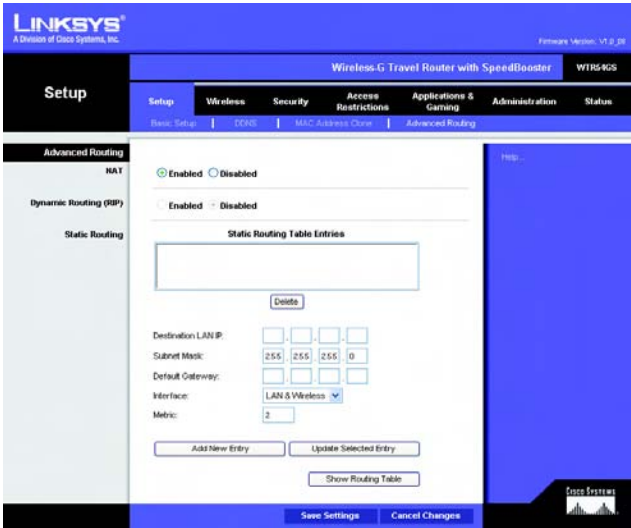 LINKSYS®
A Division of Cisco Systems, Inc.
Firmware Version: V1.0_08
Wireless-G Travel Router with SpeedBooster WTR54GS
Setup
Setup Wireless Security Access Restrictions Applications & Gaming Administration Status
Basic Setup | DDNS | MAC Address Clone | Advanced Routing
Advanced Routing
Help...
NAT
Enabled Disabled
Dynamic Routing (RIP)
Enabled Disabled
Static Routing
Static Routing Table Entries
Delete
Destination LAN IP: . . .
Subnet Mask: 255 . 255 . 255 . 0
Default Gateway: . . .
Interface: LAN & Wireless
Metric: 2
Add New Entry Update Selected Entry
Show Routing Table
Save Settings Cancel Changes
CISCO SYSTEMS